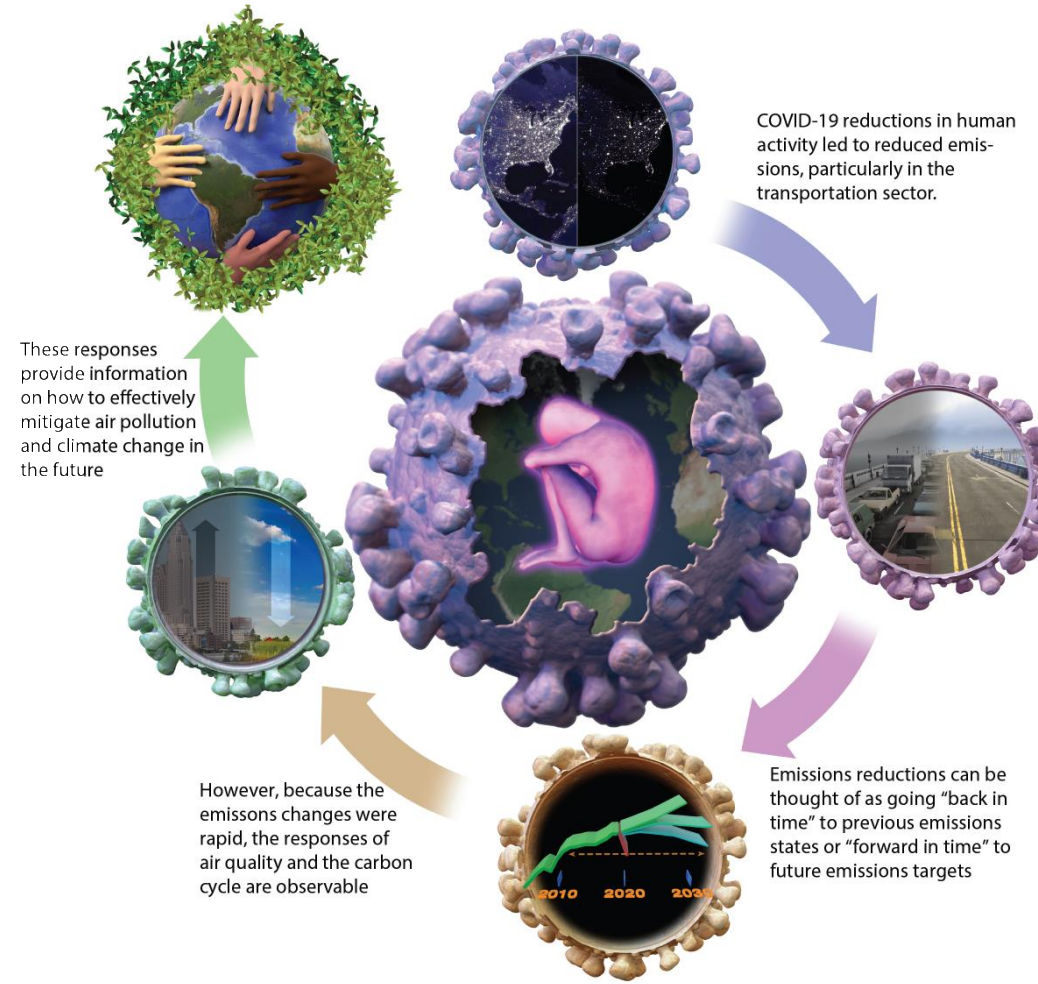 COVID-19 reductions in human
activity led to reduced emis-
sions, particularly in the
transportation sector.
Emissions reductions can be
thought of as going “back in
time” to previous emissions
states or “forward in time” to
future emissions targets
2010 2020 2030
However, because the
emissons changes were
rapid, the responses of
air quality and the carbon
cycle are observable
These responses
provide information
on how to effectively
mitigate air pollution
and climate change in
the future